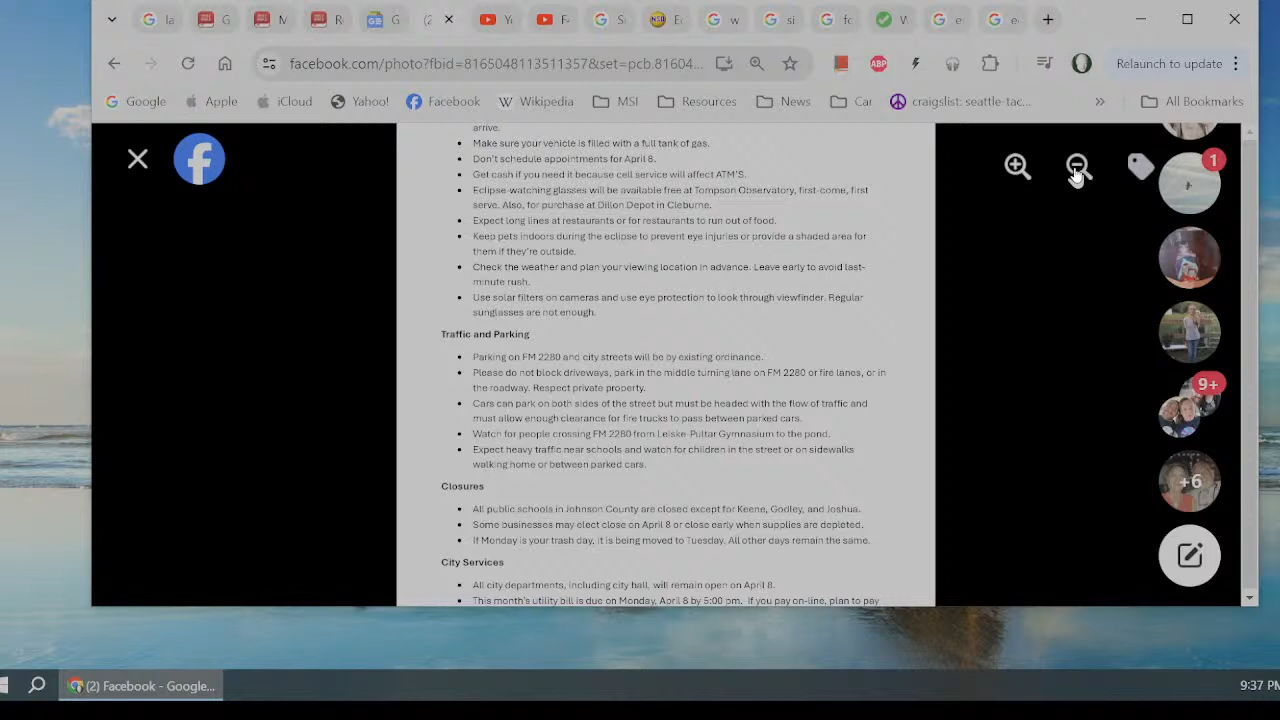 la
G
M
R
G
(2
Yo
F
S
E
w
si
fo
V
e
e
facebook.com/photo?fbid=8165048113511357&set=pcb.81604...
ABP
Relaunch to update
Google
Apple
iCloud
Yahoo!
Facebook
Wikipedia
MSI
Resources
News
Car
craigslist: seattle-tac...
»
All Bookmarks
arrive.
• Make sure your vehicle is filled with a full tank of gas.
• Don't schedule appointments for April 8.
• Get cash if you need it because cell service will affect ATM'S.
• Eclipse-watching glasses will be available free at Tompson Observatory, first-come, first
serve. Also, for purchase at Dillon Depot in Cleburne.
• Expect long lines at restaurants or for restaurants to run out of food.
• Keep pets indoors during the eclipse to prevent eye injuries or provide a shaded area for
them if they're outside.
• Check the weather and plan your viewing location in advance. Leave early to avoid last-
minute rush.
• Use solar filters on cameras and use eye protection to look through viewfinder. Regular
sunglasses are not enough.
Traffic and Parking
• Parking on FM 2280 and city streets will be by existing ordinance.
• Please do not block driveways, park in the middle turning lane on FM 2280 or fire lanes, or in
the roadway. Respect private property.
• Cars can park on both sides of the street but must be headed with the flow of traffic and
must allow enough clearance for fire trucks to pass between parked cars.
• Watch for people crossing FM 2280 from Leiske-Pultar Gymnasium to the pond.
• Expect heavy traffic near schools and watch for children in the street or on sidewalks
walking home or between parked cars.
Closures
• All public schools in Johnson County are closed except for Keene, Godley, and Joshua.
• Some businesses may elect close on April 8 or close early when supplies are depleted.
• If Monday is your trash day, it is being moved to Tuesday. All other days remain the same.
City Services
• All city departments, including city hall, will remain open on April 8.
• This month's utility bill is due on Monday, April 8 by 5:00 pm. If you pay on-line, plan to pay
1
9+
+6
(2) Facebook - Google...
9:37 PM